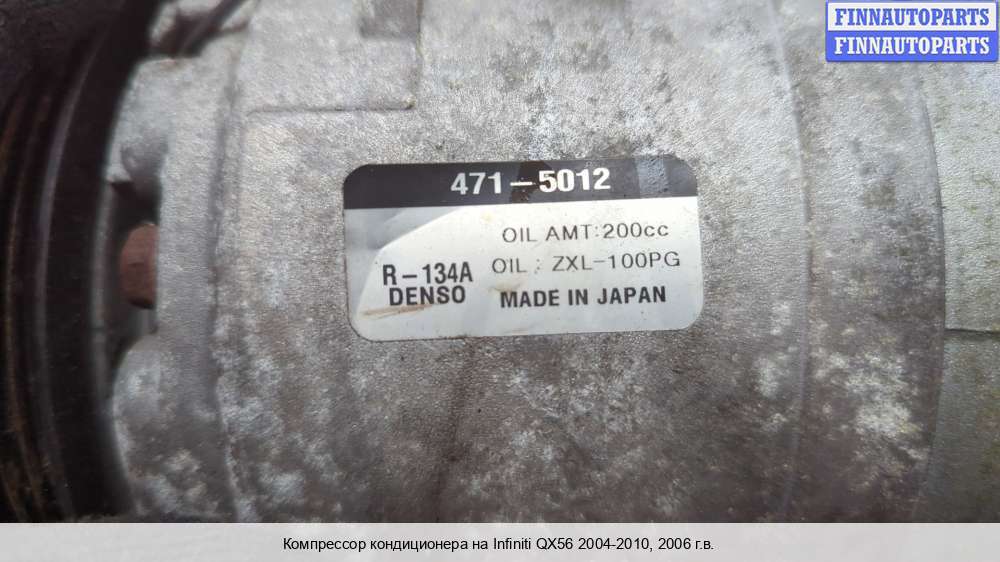 FINNAUTOPARTS
FINNAUTOPARTS
471-5012
OIL AMT:200cc
R-134A OIL : ZXL-100PG
DENSO MADE IN JAPAN
Компрессор кондиционера на Infiniti QX56 2004-2010, 2006 г.в.